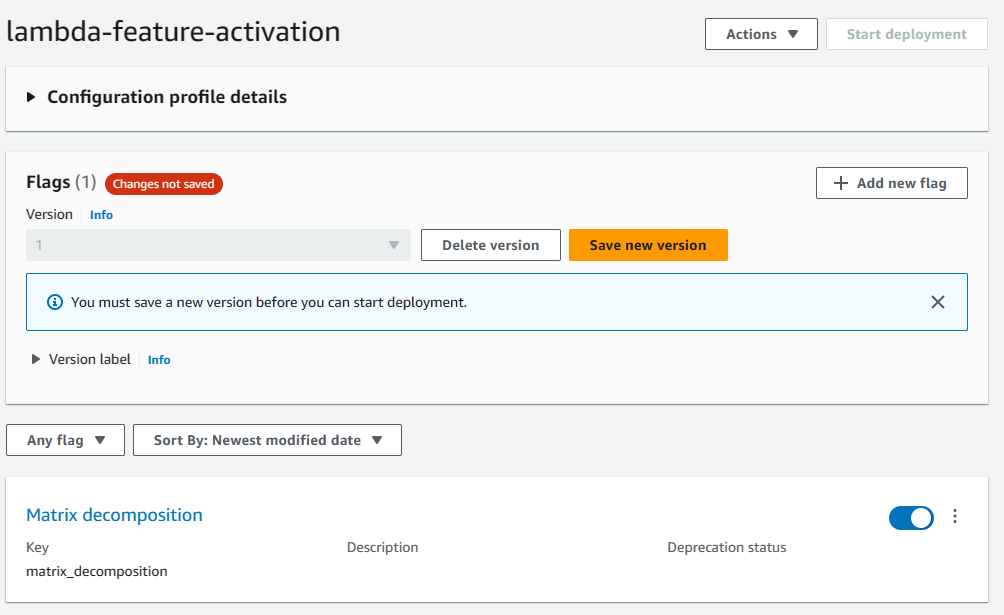 lambda-feature-activation
Actions
Start deployment
Configuration profile details
Flags (1) Changes not saved
Add new flag
Version Info
1
Delete version
Save new version
You must save a new version before you can start deployment.
Version label Info
Any flag
Sort By: Newest modified date
Matrix decomposition
Key Description Deprecation status
matrix_decomposition